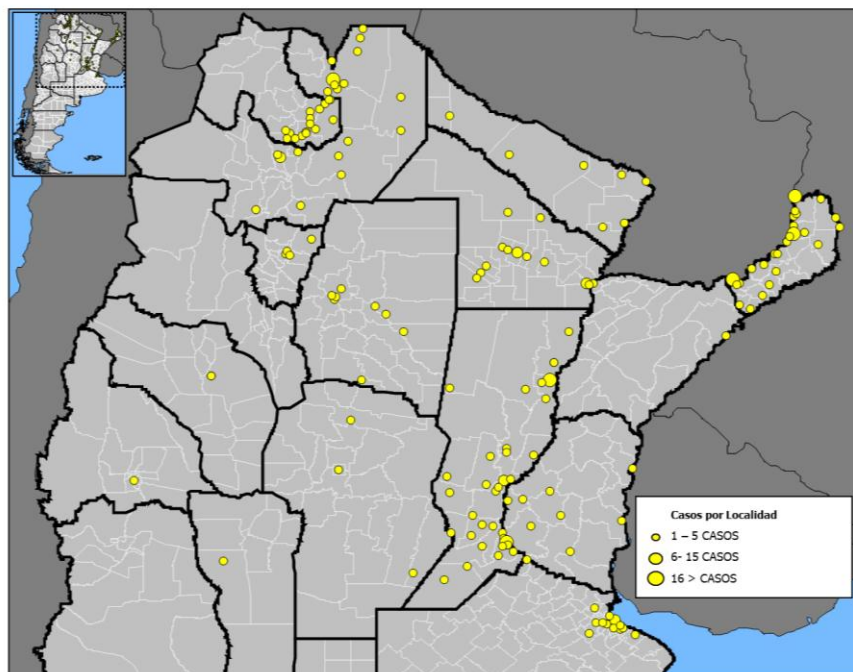 Casos por Localidad
1 – 5 CASOS
6- 15 CASOS
16 > CASOS